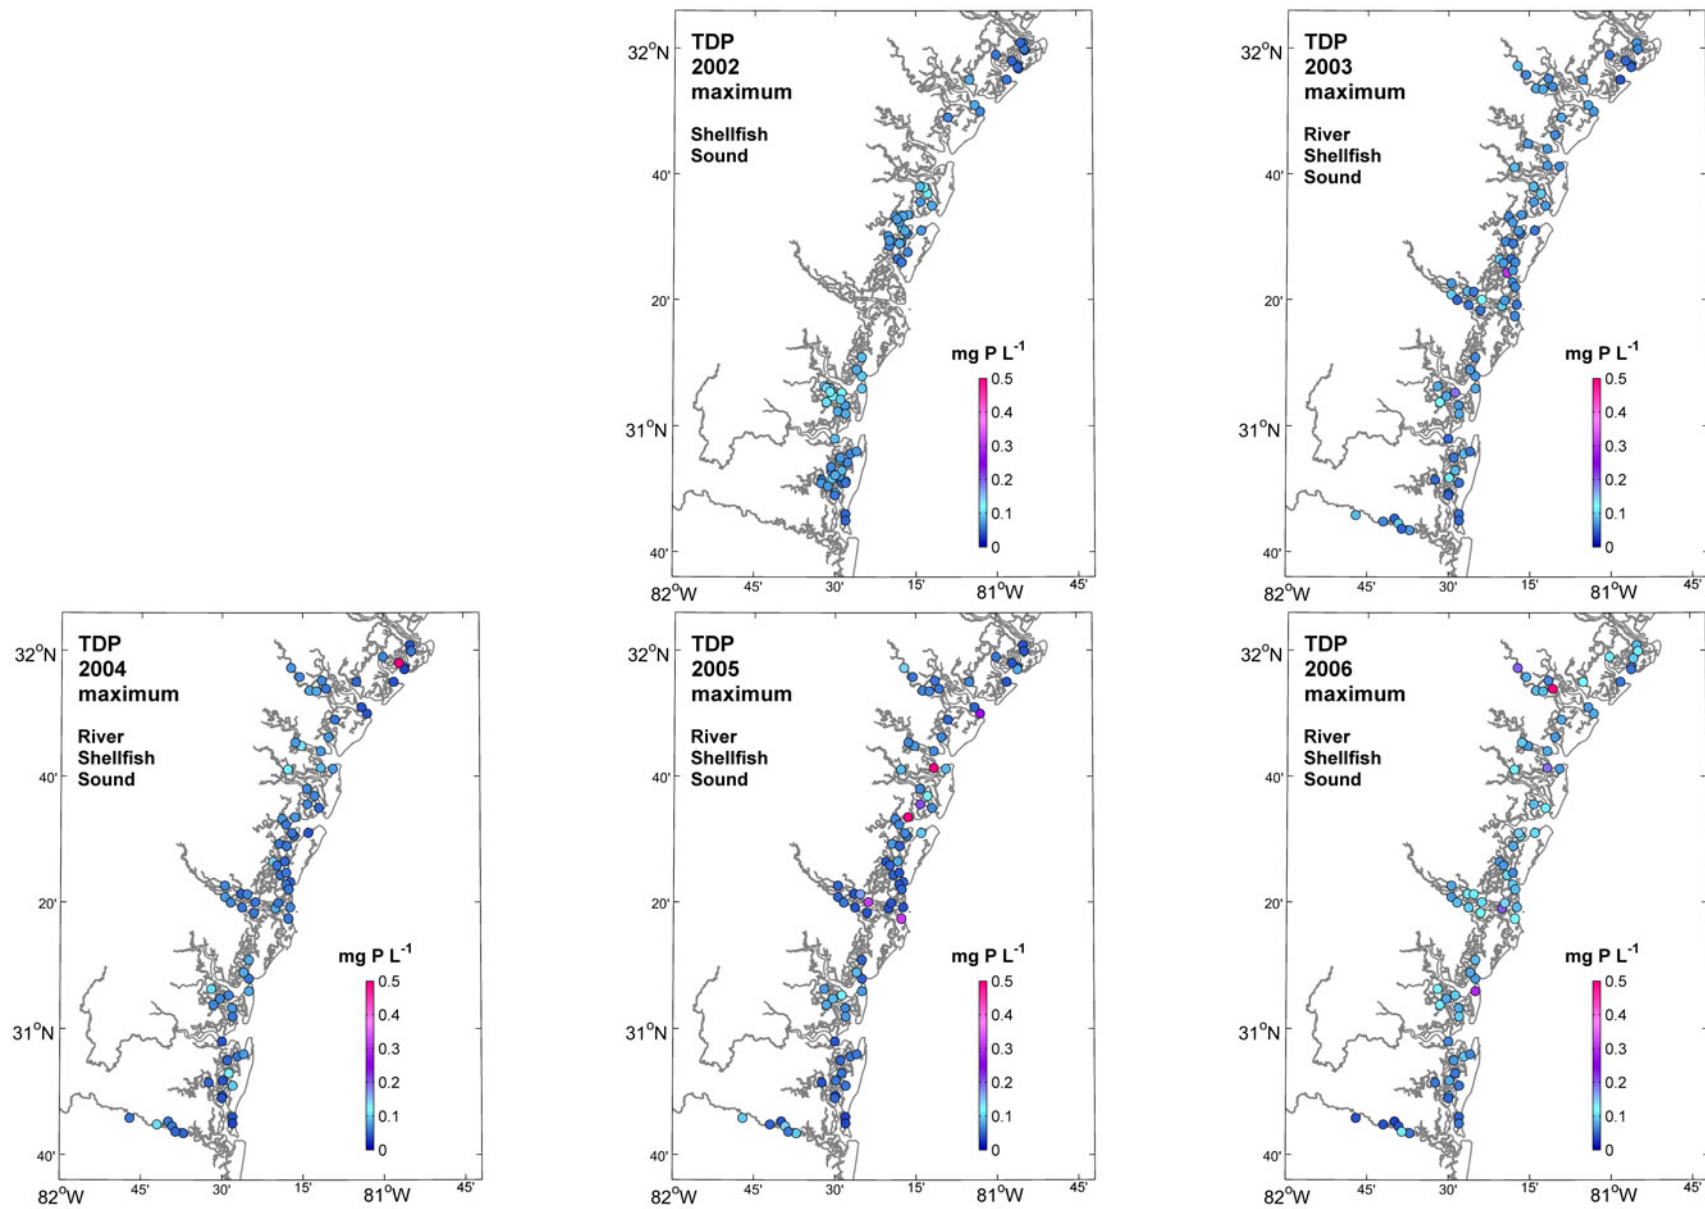 TDP
2002
maximum
Shellfish
Sound
32°N
40'
20'
31°N
40'
82°W
45'
30'
15'
81°W
45'
mg P L⁻¹
0.5
0.4
0.3
0.2
0.1
0
TDP
2003
maximum
River
Shellfish
Sound
32°N
40'
20'
31°N
40'
82°W
45'
30'
15'
81°W
45'
mg P L⁻¹
0.5
0.4
0.3
0.2
0.1
0
TDP
2004
maximum
River
Shellfish
Sound
32°N
40'
20'
31°N
40'
82°W
45'
30'
15'
81°W
45'
mg P L⁻¹
0.5
0.4
0.3
0.2
0.1
0
TDP
2005
maximum
River
Shellfish
Sound
32°N
40'
20'
31°N
40'
82°W
45'
30'
15'
81°W
45'
mg P L⁻¹
0.5
0.4
0.3
0.2
0.1
0
TDP
2006
maximum
River
Shellfish
Sound
32°N
40'
20'
31°N
40'
82°W
45'
30'
15'
81°W
45'
mg P L⁻¹
0.5
0.4
0.3
0.2
0.1
0